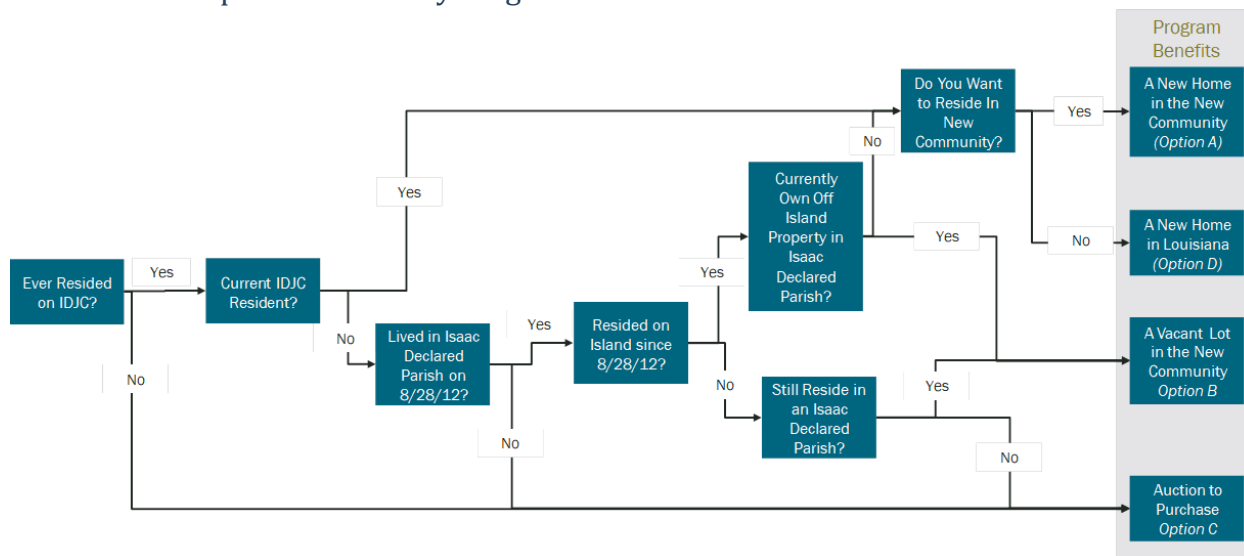 Program
Benefits
Do You Want
to Reside In
New
Community?
Yes
A New Home
in the New
Community
(Option A)
No
Currently
Own Off
Island
Property in
Isaac
Declared
Parish?
Yes
Yes
No
A New Home
in Louisiana
(Option D)
Ever Resided
on IDJC?
Yes
Current IDJC
Resident?
Yes
No
Lived in Isaac
Declared
Parish on
8/28/12?
Yes
Resided on
Island since
8/28/12?
No
No
Still Reside in
an Isaac
Declared
Parish?
Yes
A Vacant Lot
in the New
Community
Option B
No
No
Auction to
Purchase
Option C